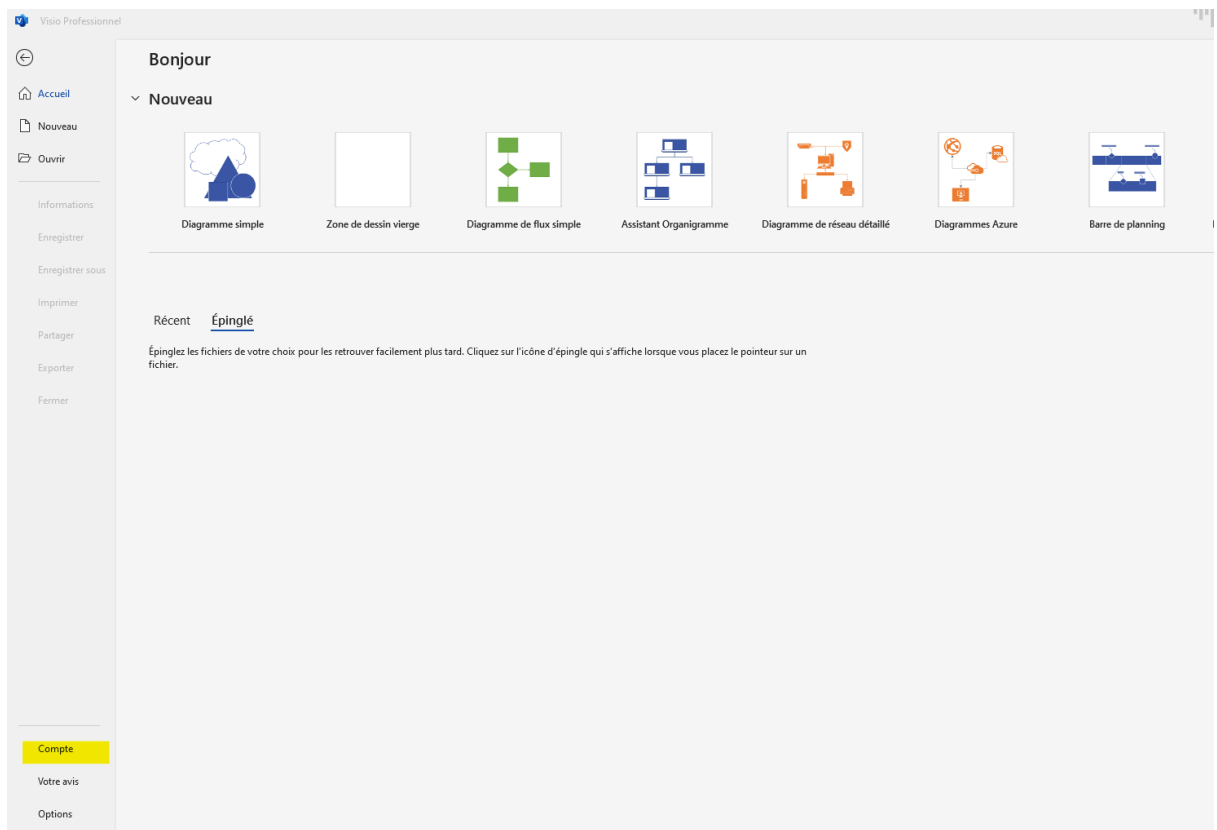 Visio Professionnel
Bonjour
Accueil
Nouveau
Nouveau
Ouvrir
Diagramme simple
Zone de dessin vierge
Diagramme de flux simple
Assistant Organigramme
Diagramme de réseau détaillé
Diagrammes Azure
Barre de planning
Informations
Enregistrer
Enregistrer sous
Imprimer
Partager
Exporter
Fermer
Récent Épinglé
Épinglez les fichiers de votre choix pour les retrouver facilement plus tard. Cliquez sur l'icône d'épingle qui s'affiche lorsque vous placez le pointeur sur un
fichier.
Compte
Votre avis
Options